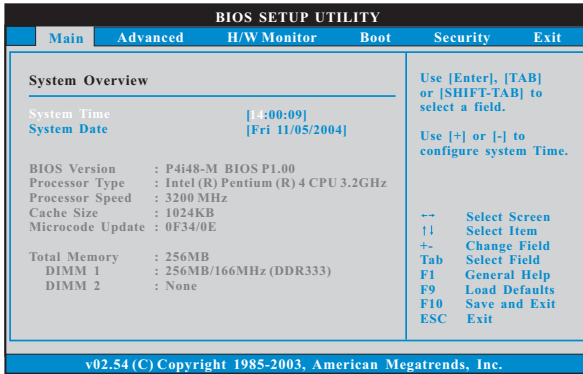 BIOS SETUP UTILITY
Main Advanced H/W Monitor Boot Security Exit
System Overview
System Time [14:00:09]
System Date [Fri 11/05/2004]
BIOS Version : P4i48-M BIOS P1.00
Processor Type : Intel (R) Pentium (R) 4 CPU 3.2GHz
Processor Speed : 3200 MHz
Cache Size : 1024KB
Microcode Update : 0F34/0E
Total Memory : 256MB
DIMM 1 : 256MB/166MHz (DDR333)
DIMM 2 : None
Use [Enter], [TAB]
or [SHIFT-TAB] to
select a field.
Use [+] or [-] to
configure system Time.
←→ Select Screen
↑↓ Select Item
+- Change Field
Tab Select Field
F1 General Help
F9 Load Defaults
F10 Save and Exit
ESC Exit
v02.54 (C) Copyright 1985-2003, American Megatrends, Inc.